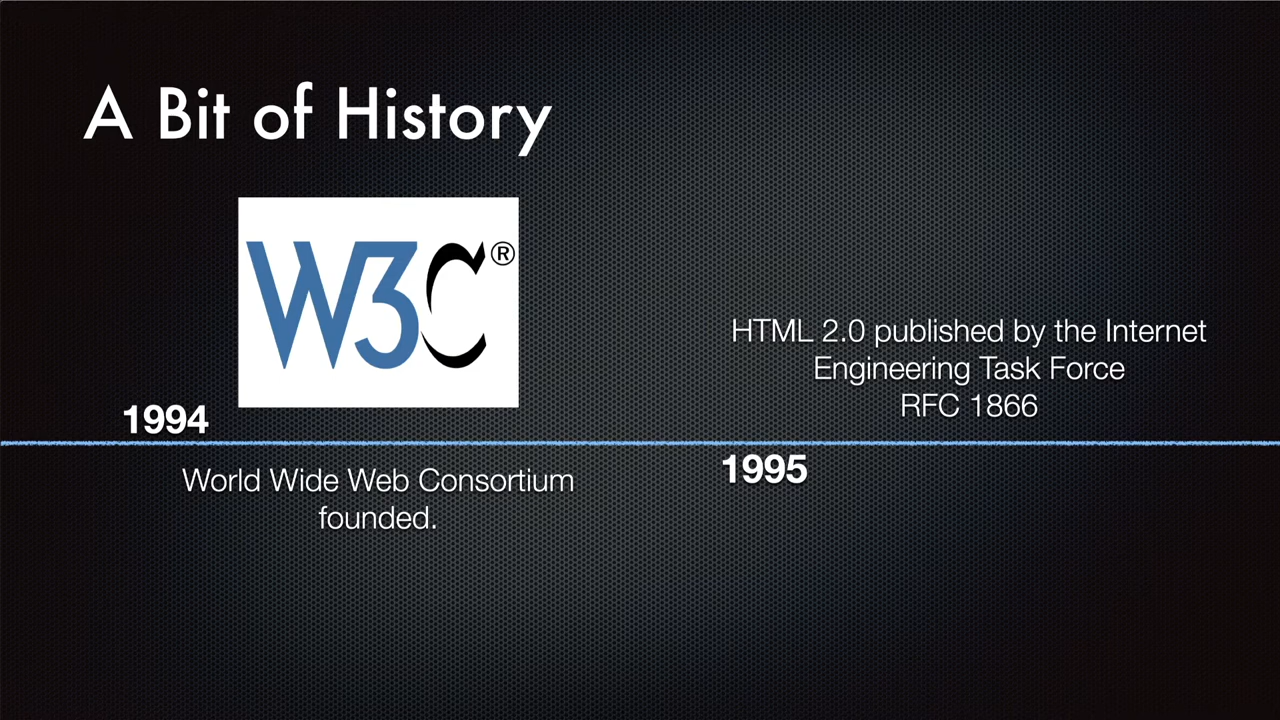 A Bit of History
W3C®
1994
World Wide Web Consortium
founded.
HTML 2.0 published by the Internet
Engineering Task Force
RFC 1866
1995